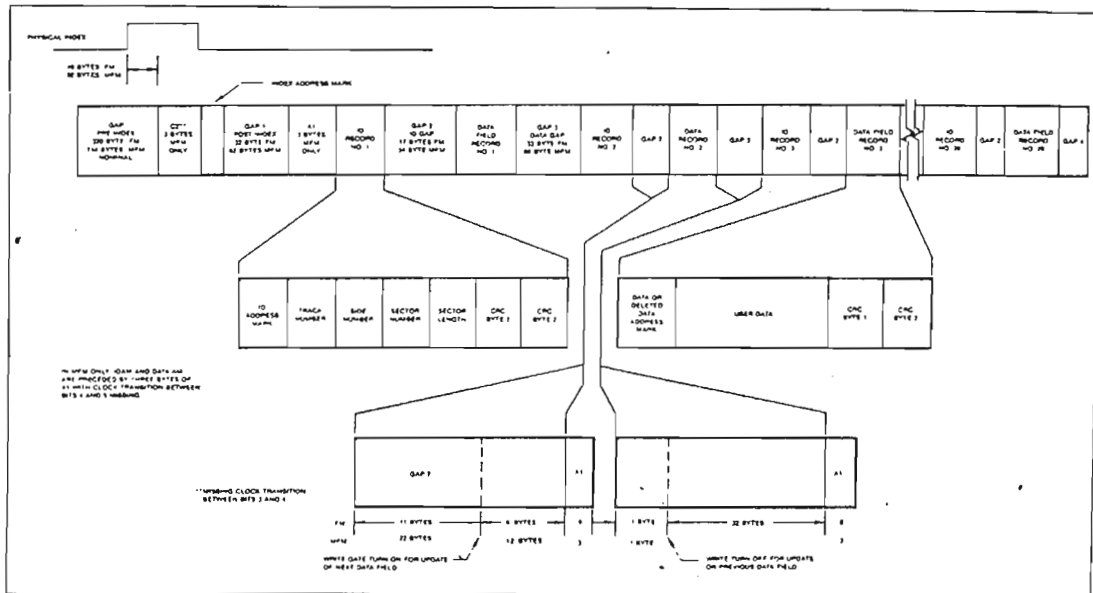 PHYSICAL INDEX
BYTES FM
BYTES MFM
INDEX ADDRESS MARK
GAP
PRE INDEX
BYTE FM
BYTES MFM
NOMINAL
C2**
3 BYTES
MFM
ONLY
GAP 1
POST INDEX
32 BYTE FM
BYTES MFM
A1
3 BYTES
MFM
ONLY
ID
RECORD
NO. 1
GAP 2
ID GAP
17 BYTES FM
34 BYTE MFM
DATA
FIELD
RECORD
NO. 1
GAP 3
DATA GAP
33 BYTE FM
BYTE MFM
ID
RECORD
NO. 2
GAP 2
DATA
RECORD
NO. 2
GAP 3
ID
RECORD
NO. 3
GAP 2
DATA FIELD
RECORD
NO. 3
ID
RECORD
NO. 26
GAP 2
DATA FIELD
RECORD
NO. 26
GAP 4
ID
ADDRESS
MARK
TRACK
NUMBER
SIDE
NUMBER
SECTOR
NUMBER
SECTOR
LENGTH
CRC
BYTE
CRC
BYTE 2
DATA OR
DELETED
DATA
ADDRESS
MARK
USER DATA
CRC
BYTE 1
CRC
BYTE 2
IN MFM ONLY IDAM AND DATA AM
ARE PRECEDED BY THREE BYTES OF
A1 WITH CLOCK TRANSITION BETWEEN
BITS 4 AND 5 MISSING.
**MISSING CLOCK TRANSITION
BETWEEN BITS 3 AND 4
GAP 2
A1
A1
FM
11 BYTES
6 BYTES
1 BYTE
32 BYTES
MFM
22 BYTES
12 BYTES
3
1 BYTE
3
WRITE GATE TURN ON FOR UPDATE
OF NEXT DATA FIELD
WRITE TURN OFF FOR UPDATE
OR PREVIOUS DATA FIELD